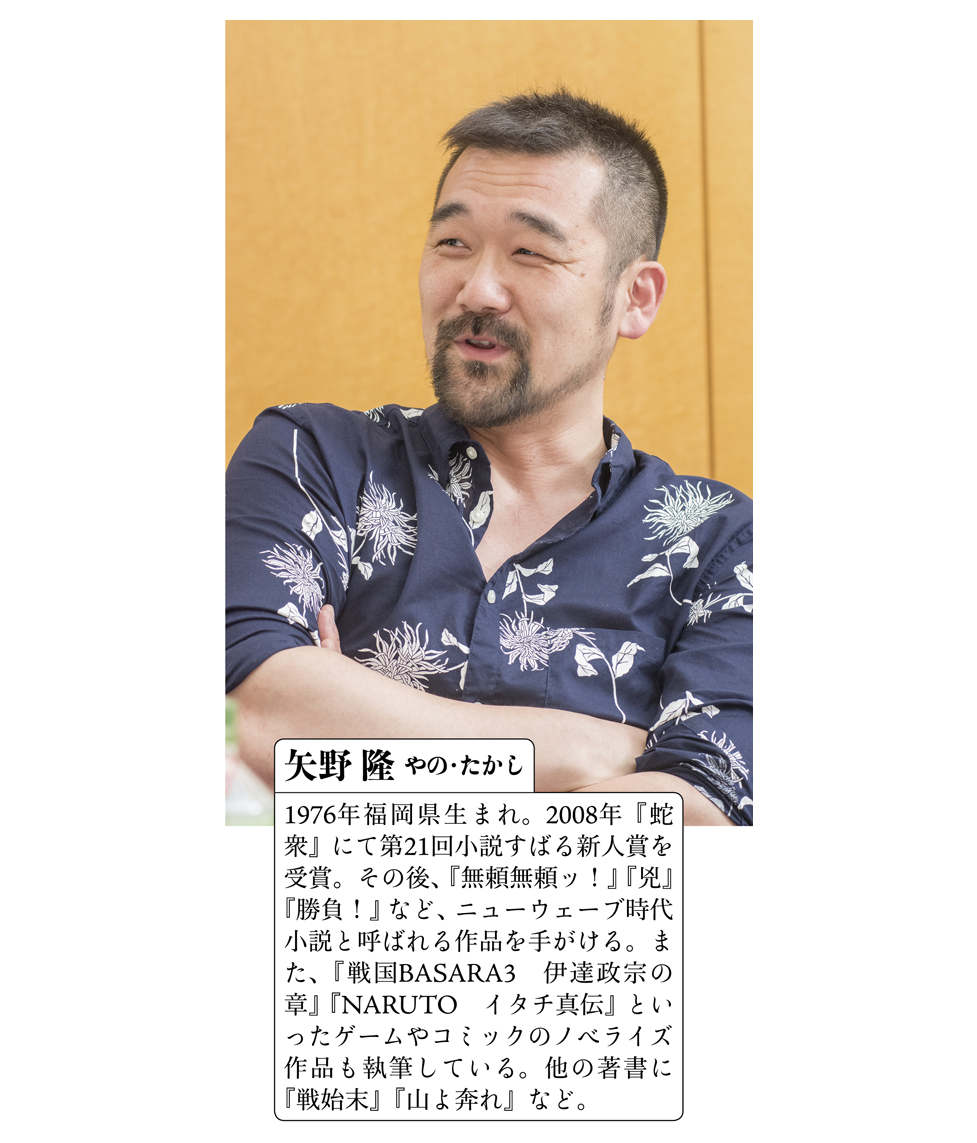 矢野 隆 やの・たかし
1976年福岡県生まれ。2008年『蛇
衆』にて第21回小説すばる新人賞を
受賞。その後、『無頼無頼ッ！』『兇』
『勝負！』など、ニューウェーブ時代
小説と呼ばれる作品を手がける。ま
た、『戦国BASARA3　伊達政宗の
章』『NARUTO　イタチ真伝』とい
ったゲームやコミックのノベライズ
作品も執筆している。他の著書に
『戦始末』『山よ奔れ』など。